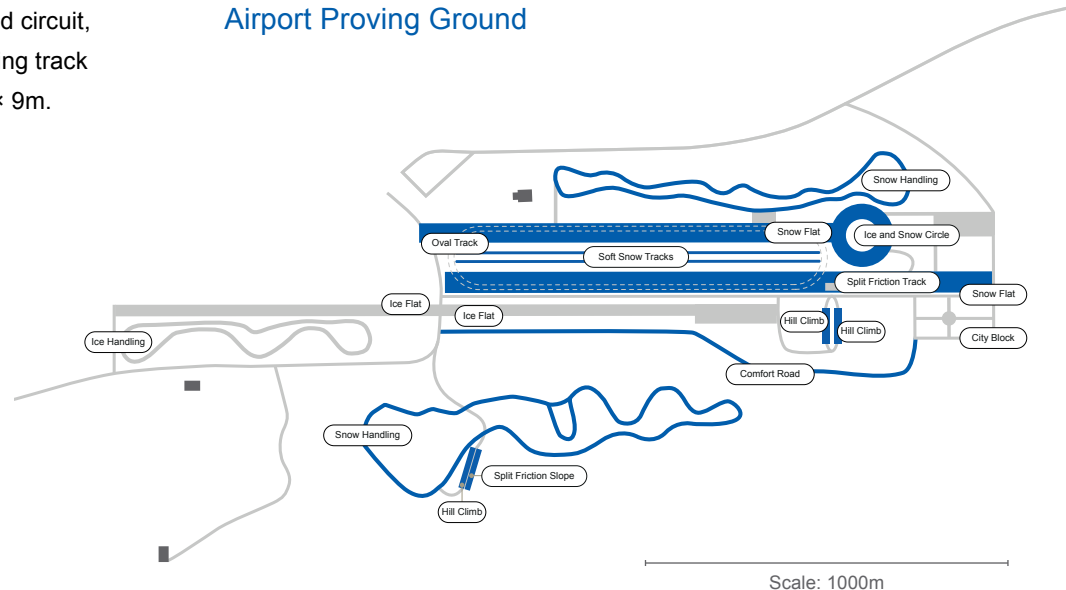 d circuit,
ing track
× 9m.
Airport Proving Ground
Snow Handling
Oval Track
Snow Flat
Ice and Snow Circle
Soft Snow Tracks
Split Friction Track
Snow Flat
Ice Flat
Ice Flat
Hill Climb
Hill Climb
Ice Handling
City Block
Comfort Road
Snow Handling
Split Friction Slope
Hill Climb
Scale: 1000m